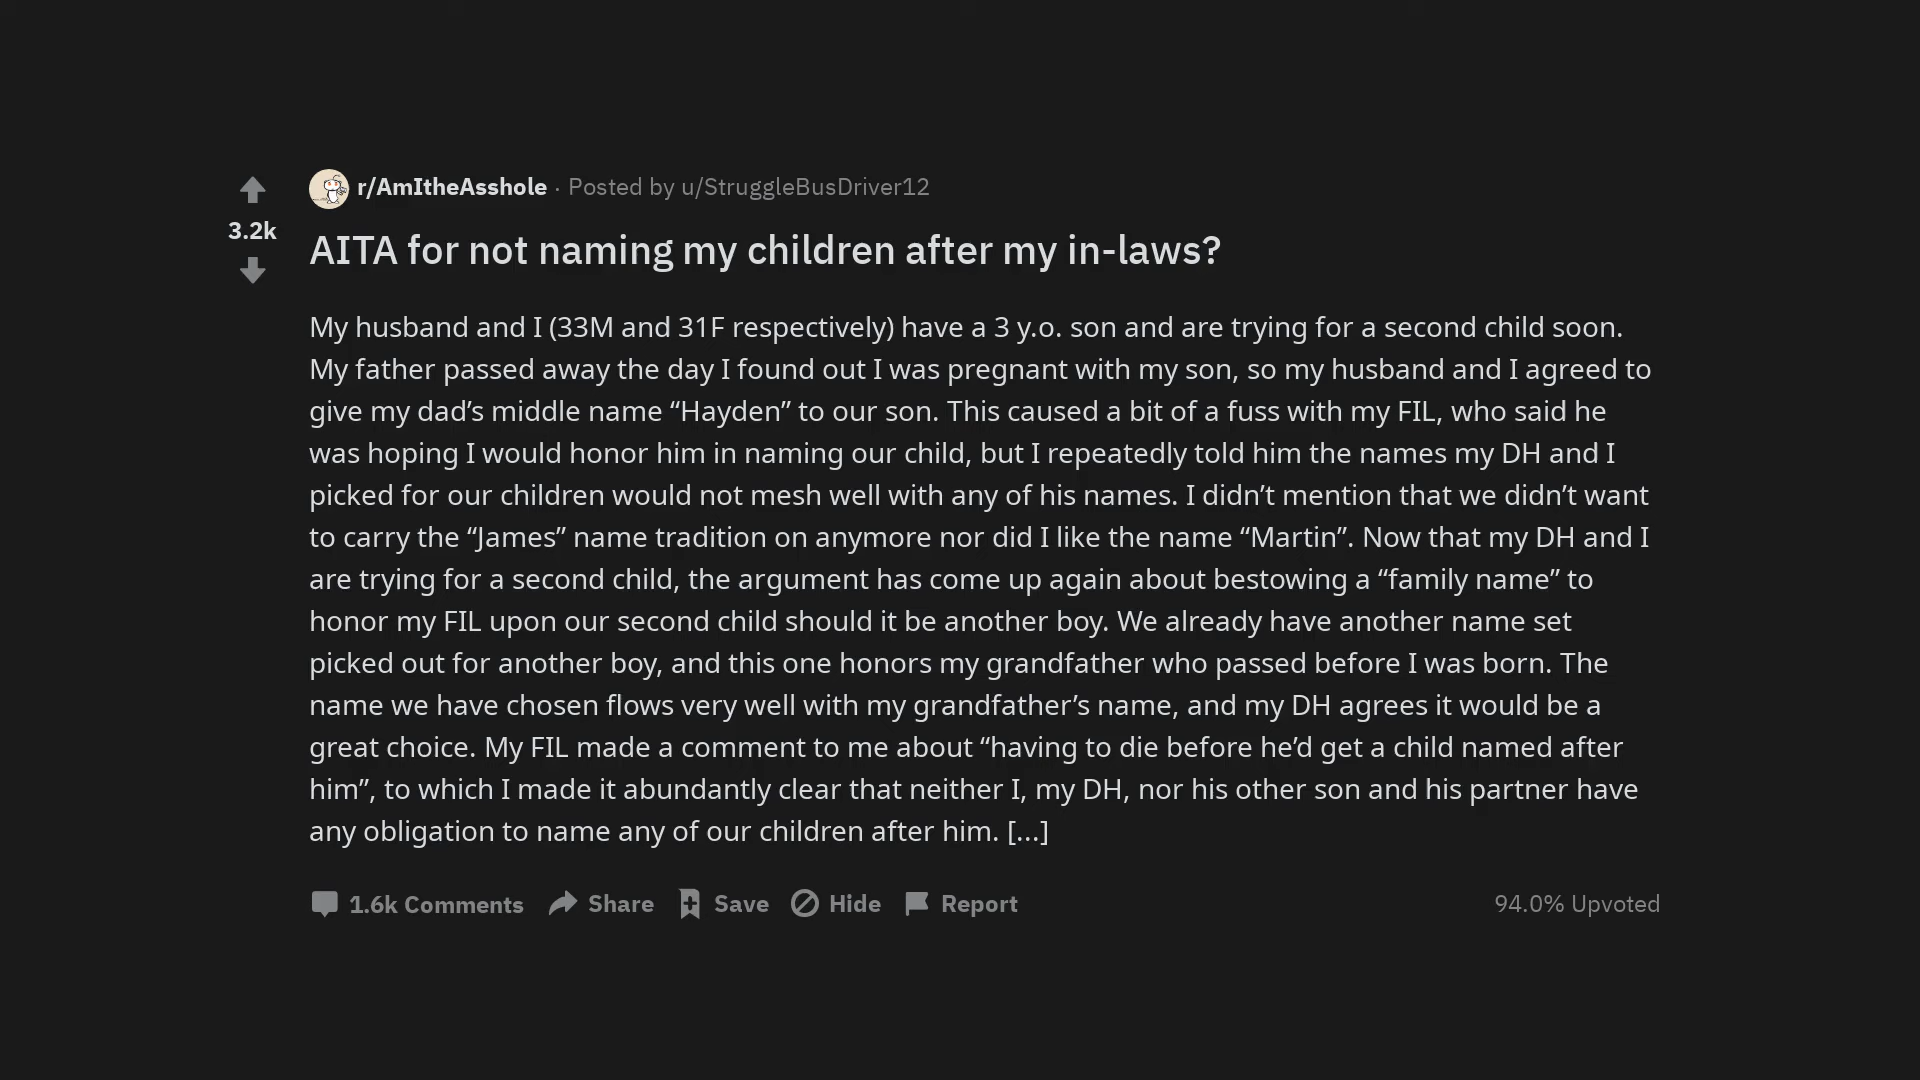 r/AmItheAsshole · Posted by u/StruggleBusDriver12
3.2k
AITA for not naming my children after my in-laws?
My husband and I (33M and 31F respectively) have a 3 y.o. son and are trying for a second child soon.
My father passed away the day I found out I was pregnant with my son, so my husband and I agreed to
give my dad’s middle name “Hayden” to our son. This caused a bit of a fuss with my FIL, who said he
was hoping I would honor him in naming our child, but I repeatedly told him the names my DH and I
picked for our children would not mesh well with any of his names. I didn’t mention that we didn’t want
to carry the “James” name tradition on anymore nor did I like the name “Martin”. Now that my DH and I
are trying for a second child, the argument has come up again about bestowing a “family name” to
honor my FIL upon our second child should it be another boy. We already have another name set
picked out for another boy, and this one honors my grandfather who passed before I was born. The
name we have chosen flows very well with my grandfather’s name, and my DH agrees it would be a
great choice. My FIL made a comment to me about “having to die before he’d get a child named after
him”, to which I made it abundantly clear that neither I, my DH, nor his other son and his partner have
any obligation to name any of our children after him. [...]
1.6k Comments Share Save Hide Report 94.0% Upvoted